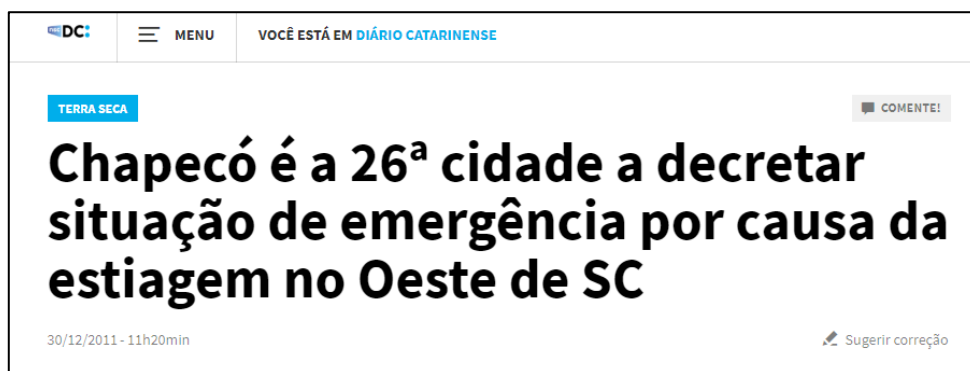 DC:
MENU
VOCÊ ESTÁ EM DIÁRIO CATARINENSE
TERRA SECA
COMENTE!
Chapecó é a 26ª cidade a decretar
situação de emergência por causa da
estiagem no Oeste de SC
30/12/2011 - 11h20min
Sugerir correção